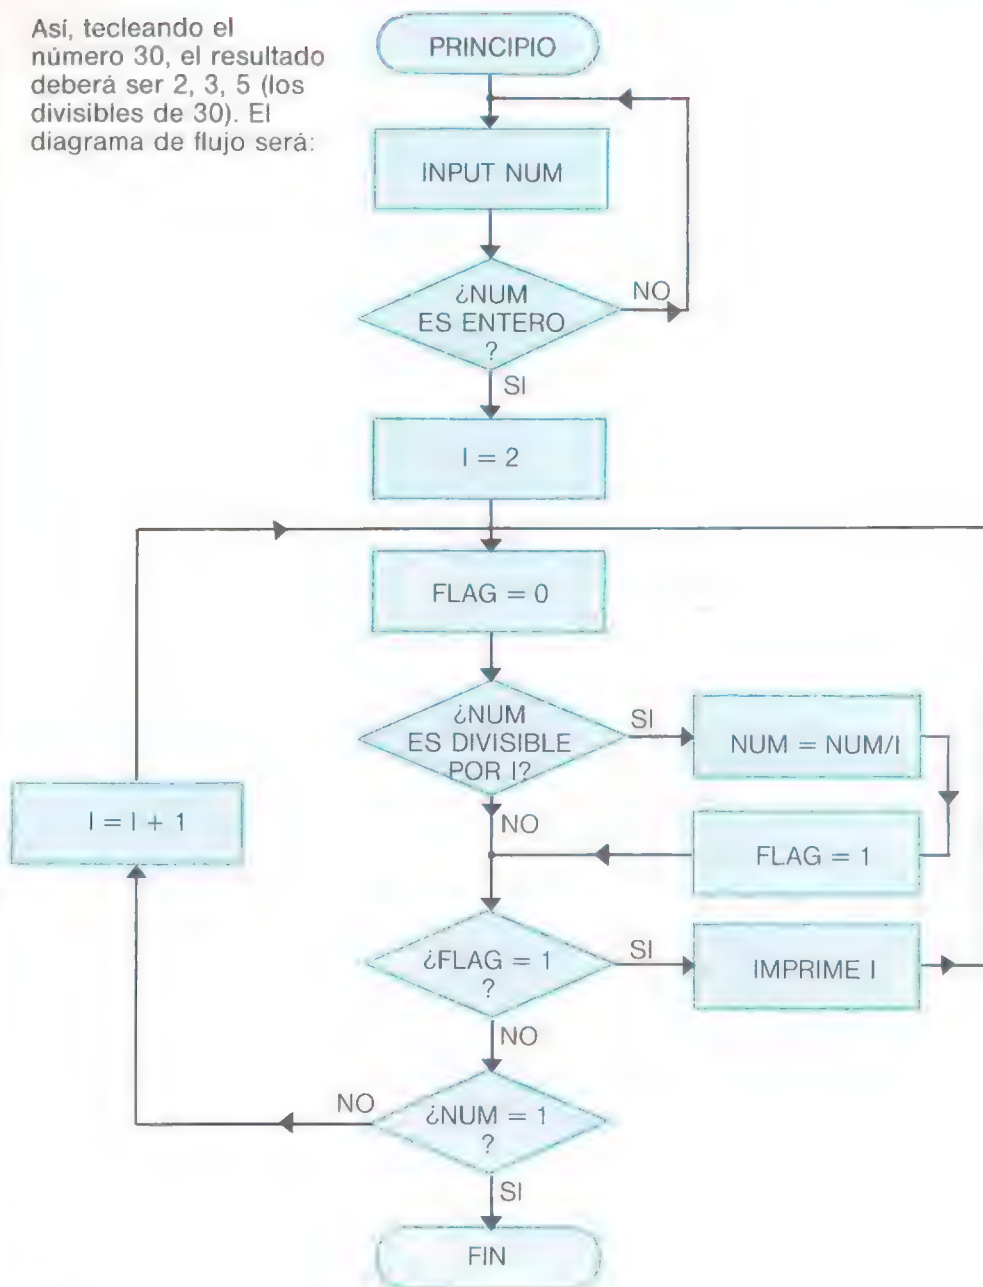 Así, tecleando el
número 30, el resultado
deberá ser 2, 3, 5 (los
divisibles de 30). El
diagrama de flujo será:
PRINCIPIO
INPUT NUM
¿NUM
ES ENTERO
?
NO
SI
I = 2
FLAG = 0
¿NUM
ES DIVISIBLE
POR I?
SI
NUM = NUM/I
NO
FLAG = 1
I = I + 1
¿FLAG = 1
?
SI
IMPRIME I
NO
¿NUM = 1
?
NO
SI
FIN